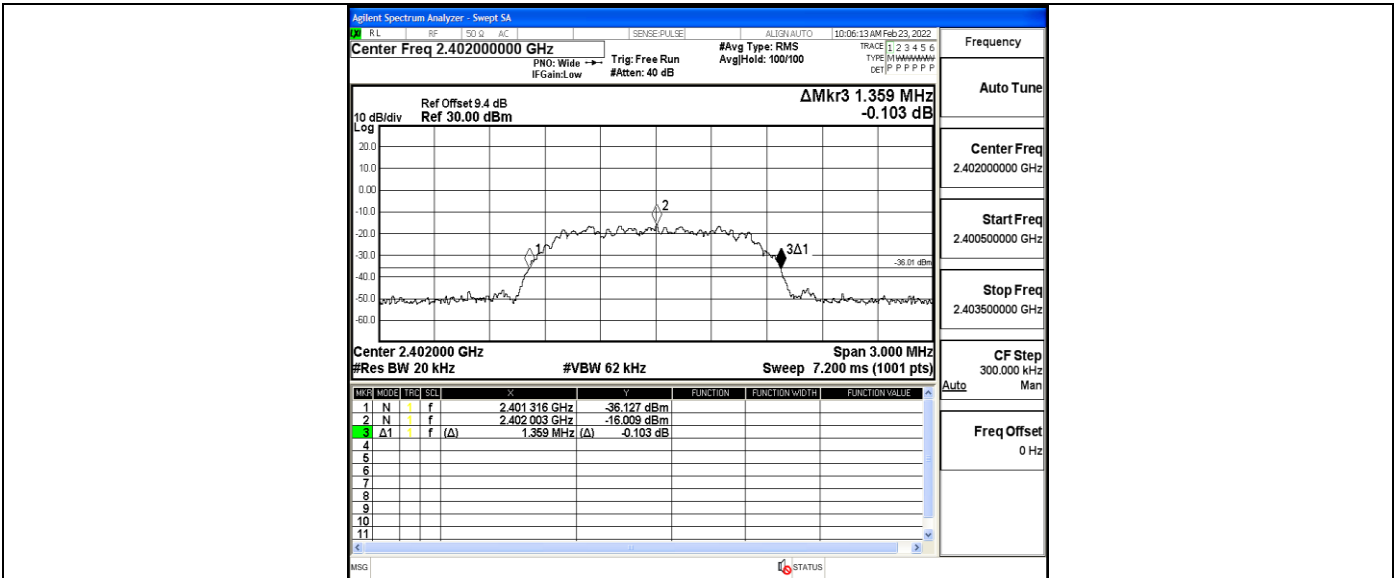 Agilent Spectrum Analyzer - Swept SA
LXI RL RF 50 Ω AC SENSE:PULSE ALIGN AUTO 10:06:13 AM Feb 23, 2022
Center Freq 2.402000000 GHz #Avg Type: RMS TRACE 1 2 3 4 5 6
PNO: Wide Trig: Free Run Avg|Hold: 100/100 TYPE M WWWWW
IFGain:Low #Atten: 40 dB DET P P P P P P
ΔMkr3 1.359 MHz
Ref Offset 9.4 dB
10 dB/div Ref 30.00 dBm -0.103 dB
Log
20.0
10.0
0.00
-10.0
2
-20.0
1
3Δ1
-30.0
-36.01 dBm
-40.0
-50.0
-60.0
Center 2.402000 GHz Span 3.000 MHz
#Res BW 20 kHz #VBW 62 kHz Sweep 7.200 ms (1001 pts)
MKR MODE TRC SCL X Y FUNCTION FUNCTION WIDTH FUNCTION VALUE
1 N 1 f 2.401 316 GHz -36.127 dBm
2 N 1 f 2.402 003 GHz -16.009 dBm
3 Δ1 1 f (Δ) 1.359 MHz (Δ) -0.103 dB
4
5
6
7
8
9
10
11
MSG STATUS
Frequency
Auto Tune
Center Freq
2.402000000 GHz
Start Freq
2.400500000 GHz
Stop Freq
2.403500000 GHz
CF Step
300.000 kHz
Auto Man
Freq Offset
0 Hz